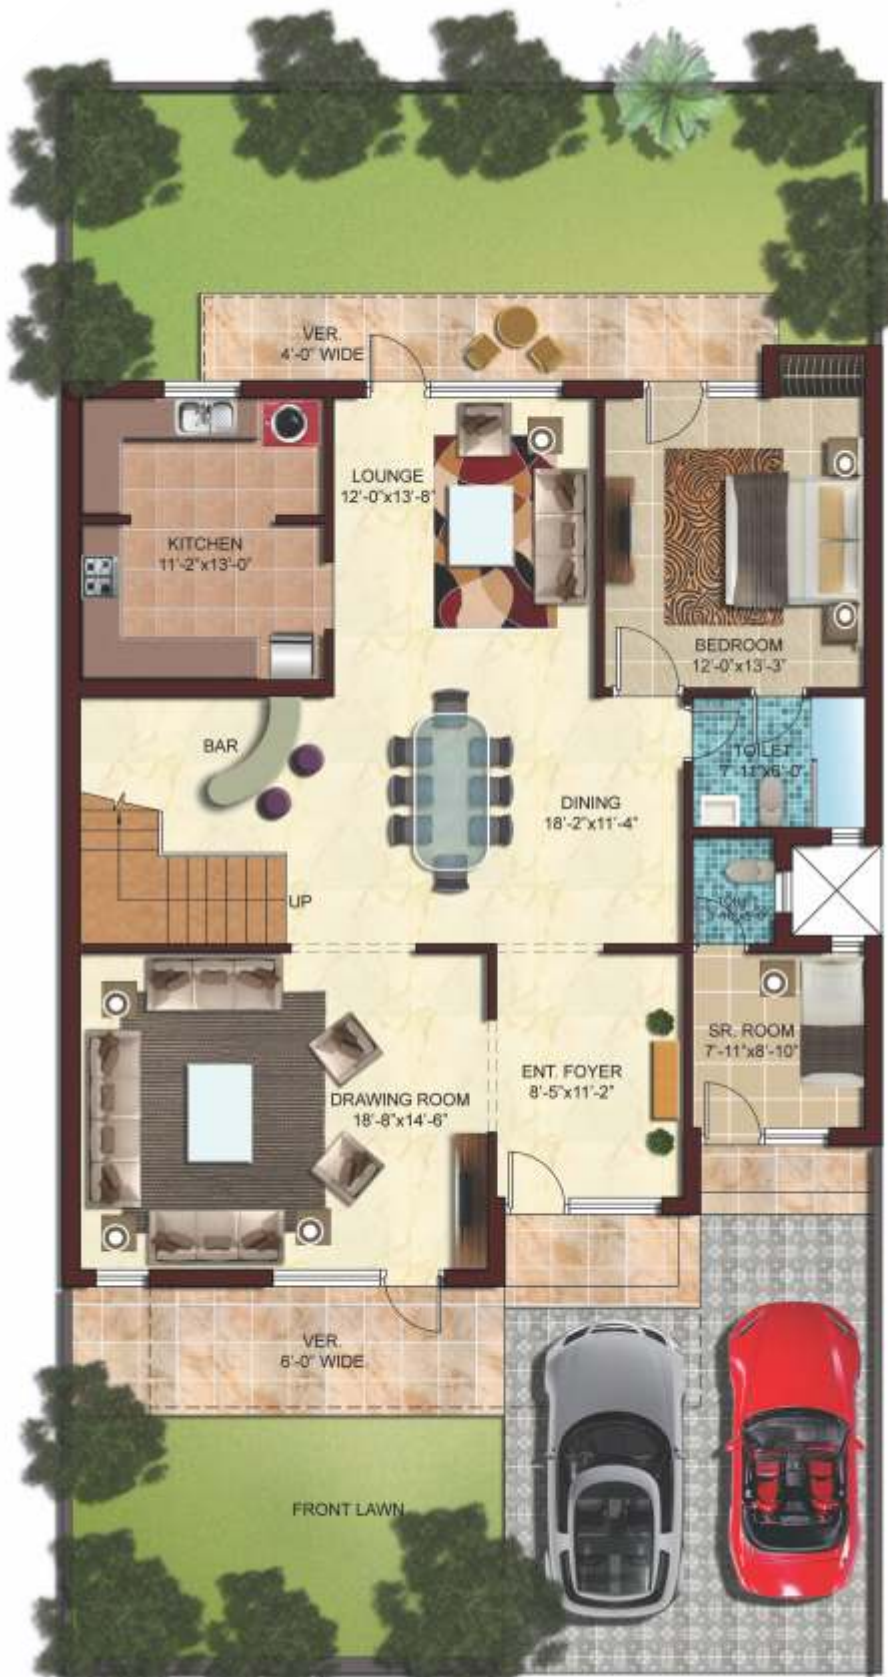 VER.
4'-0" WIDE
LOUNGE
12'-0"x13'-8"
KITCHEN
11'-2"x13'-0"
BEDROOM
12'-0"x13'-3"
BAR
TOILET
7'-11"x6'-0"
DINING
18'-2"x11'-4"
UP
SR. ROOM
7'-11"x8'-10"
ENT. FOYER
8'-5"x11'-2"
DRAWING ROOM
18'-8"x14'-6"
VER.
6'-0" WIDE
FRONT LAWN